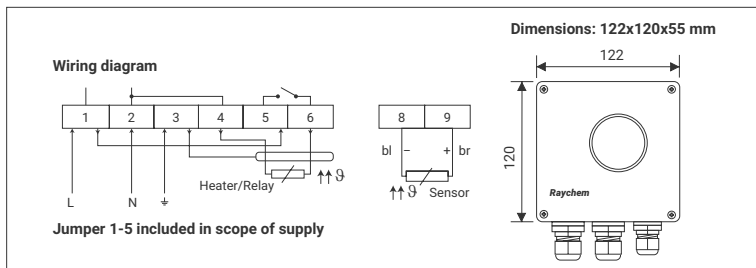 Dimensions: 122x120x55 mm
Wiring diagram
122
1 2 3 4 5 6
8 9
bl – + br
120
Heater/Relay ϑ
ϑ Sensor
L N
Raychem
Jumper 1-5 included in scope of supply